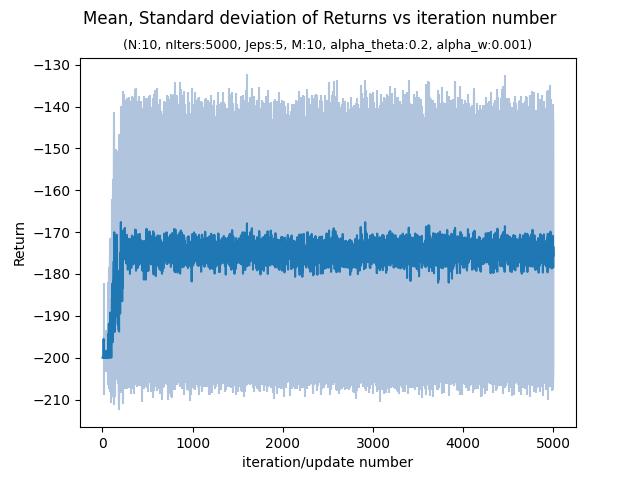 Mean, Standard deviation of Returns vs iteration number
(N:10, nIters:5000, Jeps:5, M:10, alpha_theta:0.2, alpha_w:0.001)
−130
−140
−150
−160
−170
−180
−190
−200
−210
Return
0 1000 2000 3000 4000 5000
iteration/update number